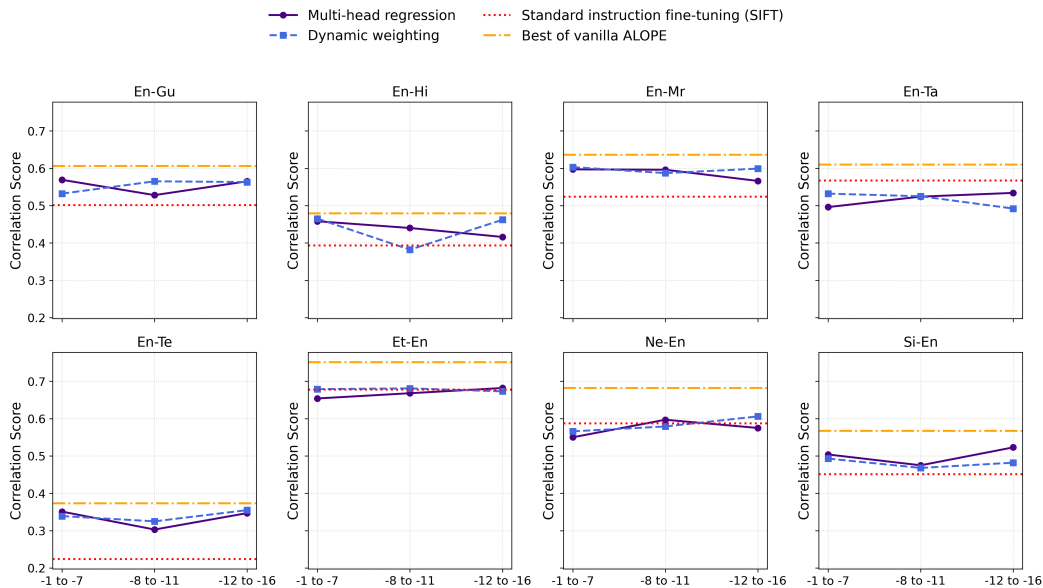 Multi-head regression
Dynamic weighting
Standard instruction fine-tuning (SIFT)
Best of vanilla ALOPE
En-Gu
En-Hi
En-Mr
En-Ta
Correlation Score
0.7
0.6
0.5
0.4
0.3
0.2
Correlation Score
Correlation Score
Correlation Score
En-Te
Et-En
Ne-En
Si-En
Correlation Score
0.7
0.6
0.5
0.4
0.3
0.2
Correlation Score
Correlation Score
Correlation Score
-1 to -7
-8 to -11
-12 to -16
-1 to -7
-8 to -11
-12 to -16
-1 to -7
-8 to -11
-12 to -16
-1 to -7
-8 to -11
-12 to -16